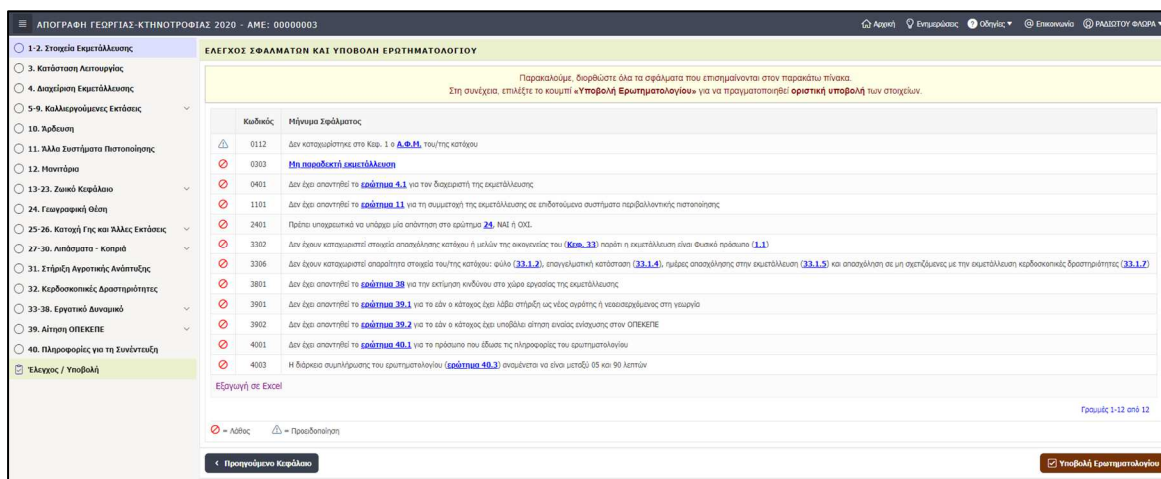 ΑΠΟΓΡΑΦΗ ΓΕΩΡΓΙΑΣ-ΚΤΗΝΟΤΡΟΦΙΑΣ 2020 - ΑΜΕ: 00000003
Αρχική Ενημερώσεις Οδηγίες Επικοινωνία ΡΑΔΙΩΤΟΥ ΦΛΩΡΑ
1-2. Στοιχεία Εκμετάλλευσης
3. Κατάσταση Λειτουργίας
4. Διαχείριση Εκμετάλλευσης
5-9. Καλλιεργούμενες Εκτάσεις
10. Άρδευση
11. Άλλα Συστήματα Πιστοποίησης
12. Μανιτάρια
13-23. Ζωικό Κεφάλαιο
24. Γεωγραφική Θέση
25-26. Κατοχή Γης και Άλλες Εκτάσεις
27-30. Λιπάσματα - Κοπριά
31. Στήριξη Αγροτικής Ανάπτυξης
32. Κερδοσκοπικές Δραστηριότητες
33-38. Εργατικό Δυναμικό
39. Αίτηση ΟΠΕΚΕΠΕ
40. Πληροφορίες για τη Συνέντευξη
Έλεγχος / Υποβολή
ΕΛΕΓΧΟΣ ΣΦΑΛΜΑΤΩΝ ΚΑΙ ΥΠΟΒΟΛΗ ΕΡΩΤΗΜΑΤΟΛΟΓΙΟΥ
Παρακαλούμε, διορθώστε όλα τα σφάλματα που επισημαίνονται στον παρακάτω πίνακα.
Στη συνέχεια, επιλέξτε το κουμπί «Υποβολή Ερωτηματολογίου» για να πραγματοποιηθεί οριστική υποβολή των στοιχείων.
Κωδικός Μήνυμα Σφάλματος
0112 Δεν καταχωρίστηκε στο Κεφ. 1 ο Α.Φ.Μ. του/της κατόχου
0303 Μη παραδεκτή εκμετάλλευση
0401 Δεν έχει απαντηθεί το ερώτημα 4.1 για τον διαχειριστή της εκμετάλλευσης
1101 Δεν έχει απαντηθεί το ερώτημα 11 για τη συμμετοχή της εκμετάλλευσης σε επιδοτούμενα συστήματα περιβαλλοντικής πιστοποίησης
2401 Πρέπει υποχρεωτικά να υπάρχει μία απάντηση στο ερώτημα 24, ΝΑΙ ή ΟΧΙ.
3302 Δεν έχουν καταχωριστεί στοιχεία απασχόλησης κατόχου ή μελών της οικογενείας του (Κεφ. 33) παρότι η εκμετάλλευση είναι Φυσικό πρόσωπο (1.1)
3306 Δεν έχουν καταχωριστεί απαραίτητα στοιχεία του/της κατόχου: φύλο (33.1.2), επαγγελματική κατάσταση (33.1.4), ημέρες απασχόλησης στην εκμετάλλευση (33.1.5) και απασχόληση σε μη σχετιζόμενες με την εκμετάλλευση κερδοσκοπικές δραστηριότητες (33.1.7)
3801 Δεν έχει απαντηθεί το ερώτημα 38 για την εκτίμηση κινδύνου στο χώρο εργασίας της εκμετάλλευσης
3901 Δεν έχει απαντηθεί το ερώτημα 39.1 για το εάν ο κάτοχος έχει λάβει στήριξη ως νέος αγρότης ή νεοεισερχόμενος στη γεωργία
3902 Δεν έχει απαντηθεί το ερώτημα 39.2 για το εάν ο κάτοχος έχει υποβάλει αίτηση ενιαίας ενίσχυσης στον ΟΠΕΚΕΠΕ
4001 Δεν έχει απαντηθεί το ερώτημα 40.1 για το πρόσωπο που έδωσε τις πληροφορίες του ερωτηματολογίου
4003 Η διάρκεια συμπλήρωσης του ερωτηματολογίου (ερώτημα 40.3) αναμένεται να είναι μεταξύ 05 και 90 λεπτών
Εξαγωγή σε Excel
Γραμμές 1-12 από 12
= Λάθος = Προειδοποίηση
Προηγούμενο Κεφάλαιο
Υποβολή Ερωτηματολογίου